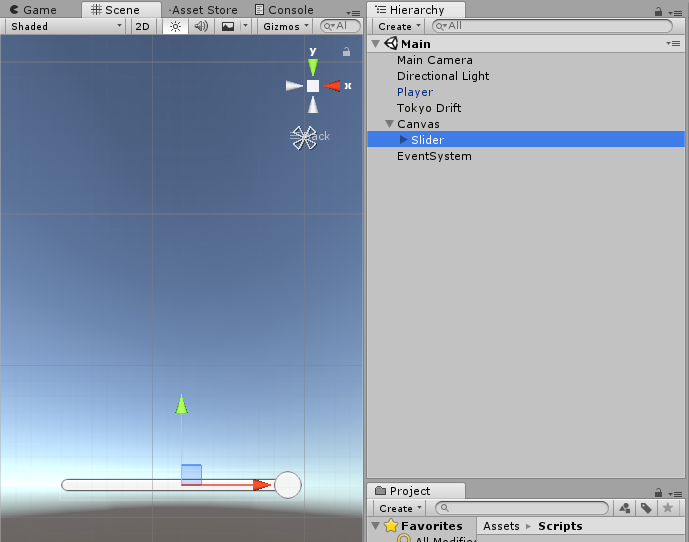 Game Scene Asset Store Console
Shaded 2D Gizmos Al
y
x
Back
Hierarchy
Create All
Main
Main Camera
Directional Light
Player
Tokyo Drift
Canvas
Slider
EventSystem
Project
Create
Favorites Assets Scripts
All Modifie